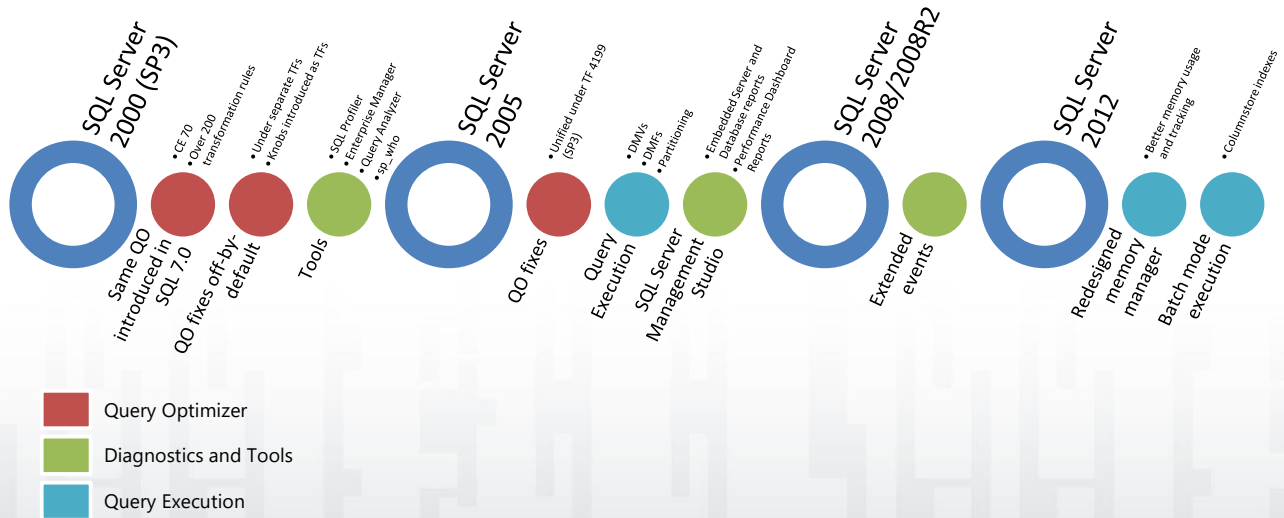 SQL Server
2000 (SP3)
Same QO
introduced in
SQL 7.0
• CE 70
• Over 200
transformation rules
QO fixes off-by-
default
• Under separate TFs
• Knobs introduced as TFs
Tools
• SQL Profiler
• Enterprise Manager
• Query Analyzer
• sp_who
SQL Server
2005
QO fixes
• Unified under TF 4199
(SP3)
Query
Execution
• DMVs
• DMFs
• Partitioning
SQL Server
Management
Studio
• Embedded Server and
Database reports
• Performance Dashboard
Reports
SQL Server
2008/2008R2
Extended
events
SQL Server
2012
Redesigned
memory
manager
• Better memory usage
and tracking
Batch mode
execution
• Columnstore indexes
Query Optimizer
Diagnostics and Tools
Query Execution